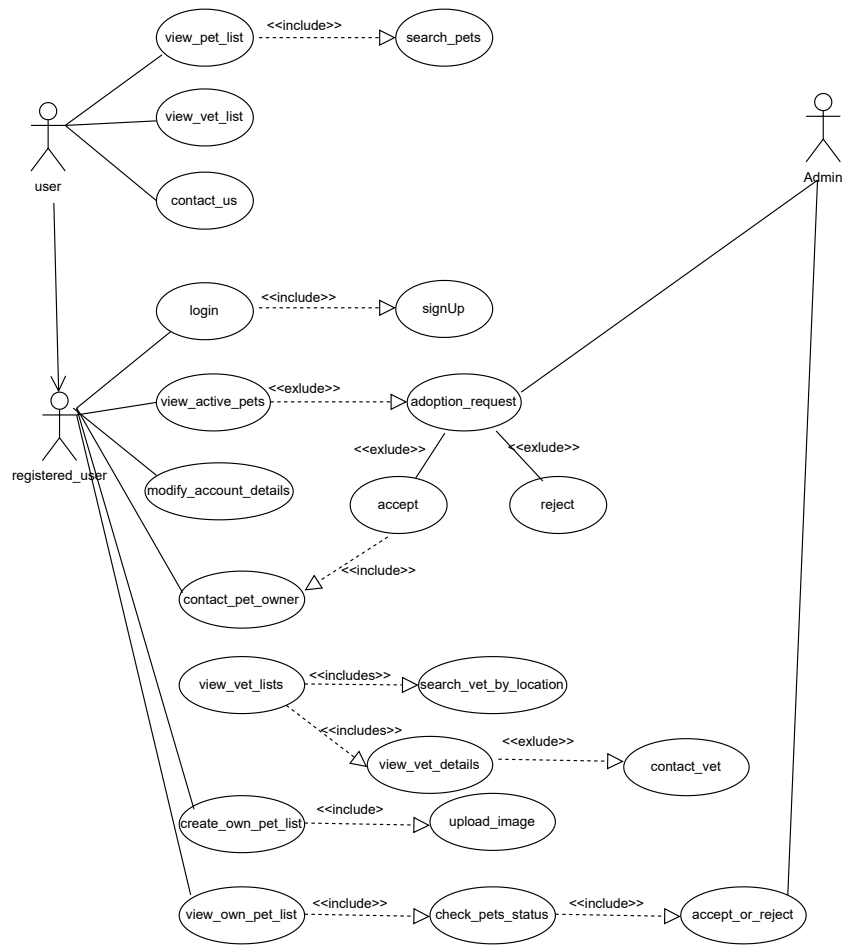 <<include>>
view_pet_list
search_pets
view_vet_list
user
Admin
contact_us
<<include>>
login
signUp
<<exlude>>
view_active_pets
adoption_request
<<exlude>>
<<exlude>>
registered_user
modify_account_details
accept
reject
<<include>>
contact_pet_owner
<<includes>>
view_vet_lists
search_vet_by_location
<<includes>>
<<exlude>>
view_vet_details
contact_vet
<<include>
create_own_pet_list
upload_image
<<include>>
<<include>>
view_own_pet_list
check_pets_status
accept_or_reject